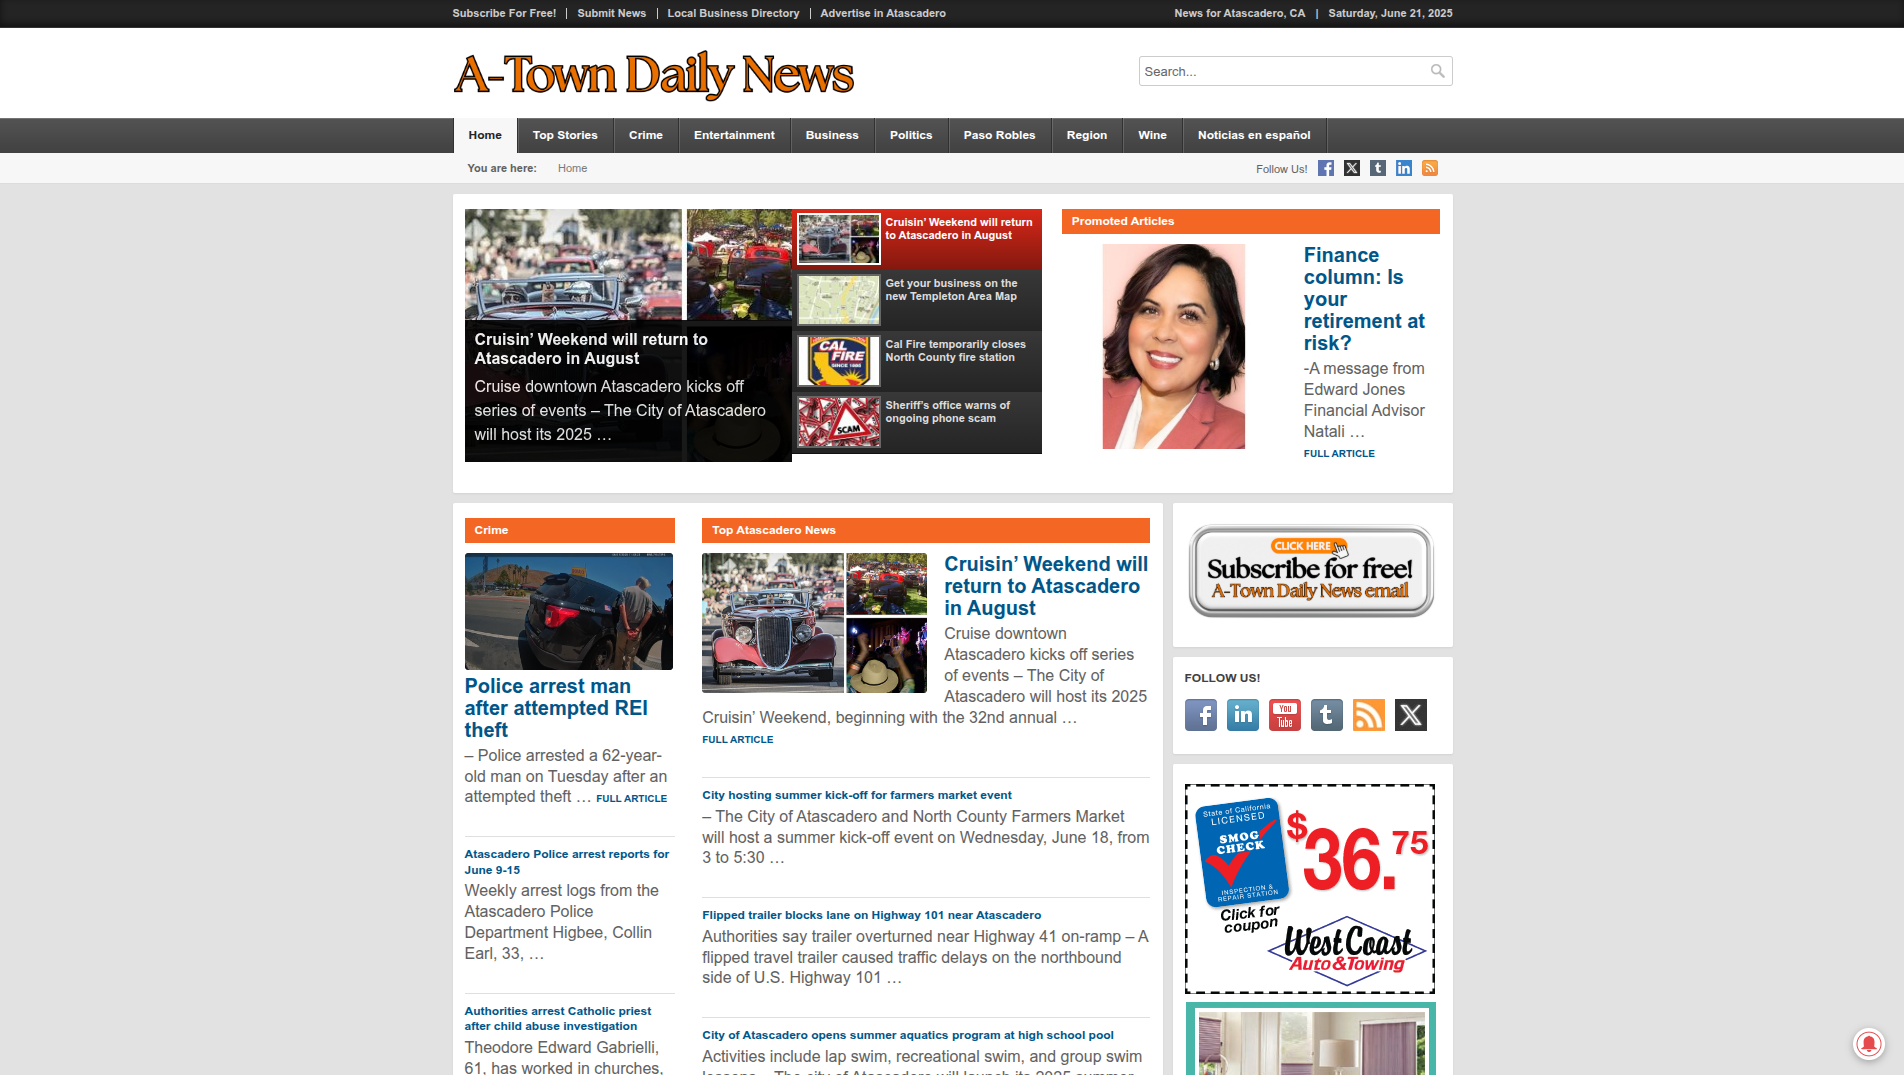 Subscribe For Free! | Submit News | Local Business Directory | Advertise in Atascadero
News for Atascadero, CA | Saturday, June 21, 2025
A-Town Daily News
Search...
Home
Top Stories
Crime
Entertainment
Business
Politics
Paso Robles
Region
Wine
Noticias en español
You are here: Home
Follow Us!
Cruisin' Weekend will return to
Atascadero in August
Cruise downtown Atascadero kicks off
series of events – The City of Atascadero
will host its 2025 …
Cruisin' Weekend will return
to Atascadero in August
Get your business on the
new Templeton Area Map
CAL
FIRE
SINCE 1885
Cal Fire temporarily closes
North County fire station
SCAM
Sheriff's office warns of
ongoing phone scam
Promoted Articles
Finance
column: Is
your
retirement at
risk?
-A message from
Edward Jones
Financial Advisor
Natali …
FULL ARTICLE
Crime
Police arrest man
after attempted REI
theft
– Police arrested a 62-year-
old man on Tuesday after an
attempted theft … FULL ARTICLE
Atascadero Police arrest reports for
June 9-15
Weekly arrest logs from the
Atascadero Police
Department Higbee, Collin
Earl, 33, …
Authorities arrest Catholic priest
after child abuse investigation
Theodore Edward Gabrielli,
61, has worked in churches,
Top Atascadero News
Cruisin' Weekend will
return to Atascadero
in August
Cruise downtown
Atascadero kicks off series
of events – The City of
Atascadero will host its 2025
Cruisin' Weekend, beginning with the 32nd annual …
FULL ARTICLE
City hosting summer kick-off for farmers market event
– The City of Atascadero and North County Farmers Market
will host a summer kick-off event on Wednesday, June 18, from
3 to 5:30 …
Flipped trailer blocks lane on Highway 101 near Atascadero
Authorities say trailer overturned near Highway 41 on-ramp – A
flipped travel trailer caused traffic delays on the northbound
side of U.S. Highway 101 …
City of Atascadero opens summer aquatics program at high school pool
Activities include lap swim, recreational swim, and group swim
CLICK HERE
Subscribe for free!
A-Town Daily News email
FOLLOW US!
You
Tube
State of California
LICENSED
SMOG
CHECK
INSPECTION &
REPAIR STATION
$36.75
Click for
coupon
West Coast
Auto&Towing